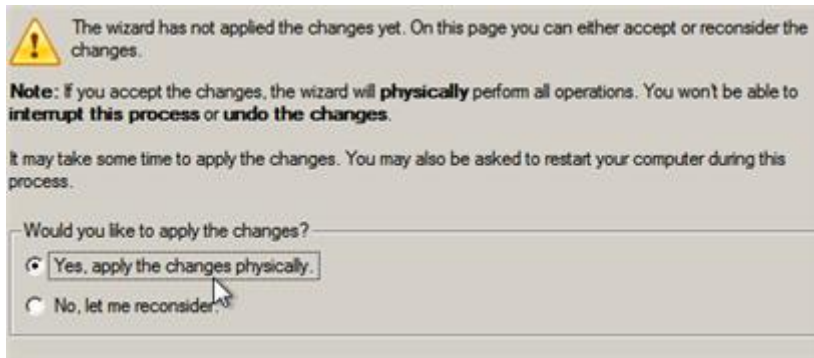 The wizard has not applied the changes yet. On this page you can either accept or reconsider the
changes.
Note: If you accept the changes, the wizard will physically perform all operations. You won't be able to
interrupt this process or undo the changes.
It may take some time to apply the changes. You may also be asked to restart your computer during this
process.
Would you like to apply the changes?
Yes, apply the changes physically.
No, let me reconsider.